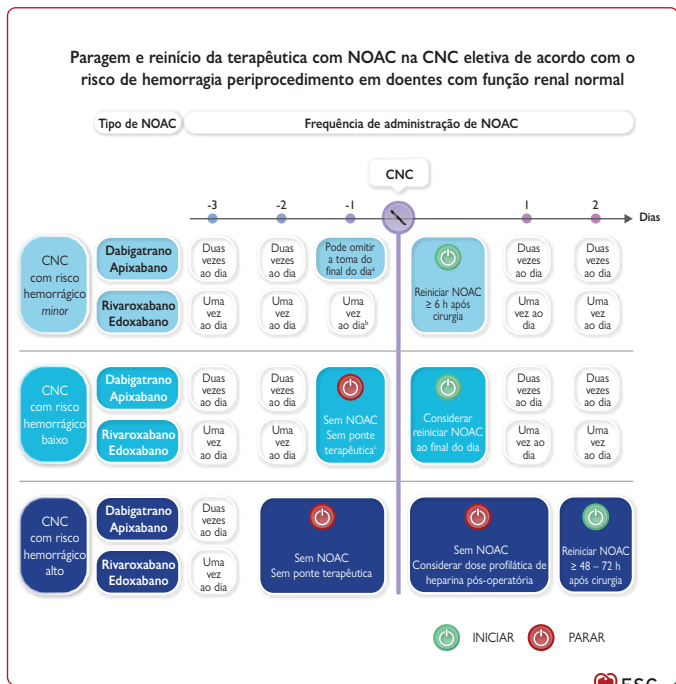 Paragem e reinício da terapêutica com NOAC na CNC eletiva de acordo com o
risco de hemorragia periprocedimento em doentes com função renal normal
Tipo de NOAC
Frequência de administração de NOAC
CNC
-3
-2
-1
1
2
Dias
CNC
com risco
hemorrágico
minor
Dabigatrano
Apixabano
Duas
vezes
ao dia
Duas
vezes
ao dia
Pode omitir
a toma do
final do diaᵃ
Reiniciar NOAC
≥ 6 h após
cirurgia
Duas
vezes
ao dia
Duas
vezes
ao dia
Rivaroxabano
Edoxabano
Uma
vez
ao dia
Uma
vez
ao dia
Uma
vez
ao diaᵇ
Uma
vez ao
dia
Uma
vez
ao dia
CNC
com risco
hemorrágico
baixo
Dabigatrano
Apixabano
Duas
vezes
ao dia
Duas
vezes
ao dia
Sem NOAC
Sem ponte
terapêuticaᶜ
Considerar
reiniciar NOAC
ao final do dia
Duas
vezes
ao dia
Duas
vezes
ao dia
Rivaroxabano
Edoxabano
Uma
vez
ao dia
Uma
vez
ao dia
Uma
vez ao
dia
Uma
vez
ao dia
CNC
com risco
hemorrágico
alto
Dabigatrano
Apixabano
Duas
vezes
ao dia
Sem NOAC
Sem ponte terapêutica
Sem NOAC
Considerar dose profilática de
heparina pós-operatória
Reiniciar NOAC
≥ 48 – 72 h
após cirurgia
Rivaroxabano
Edoxabano
Uma
vez
ao dia
INICIAR
PARAR
ESC